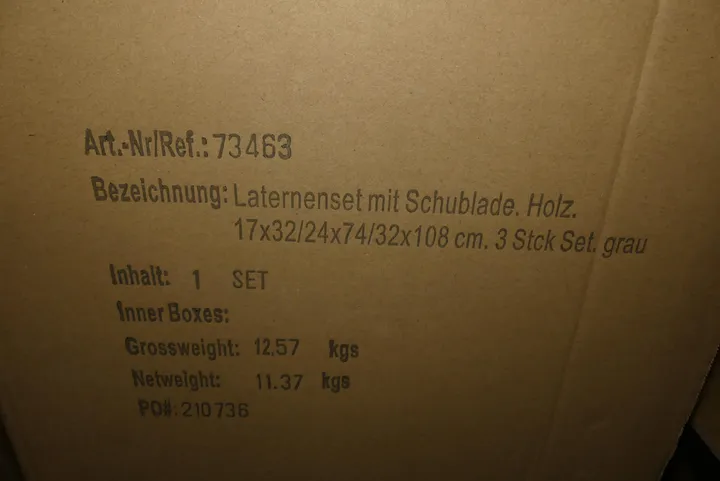 Art.-Nr/Ref.: 73463
Bezeichnung: Laternenset mit Schublade. Holz.
17x32/24x74/32x108 cm. 3 Stck Set. grau
Inhalt: 1 SET
Inner Boxes:
Grossweight: 12.57 kgs
Netweight: 11.37 kgs
PO#: 210736